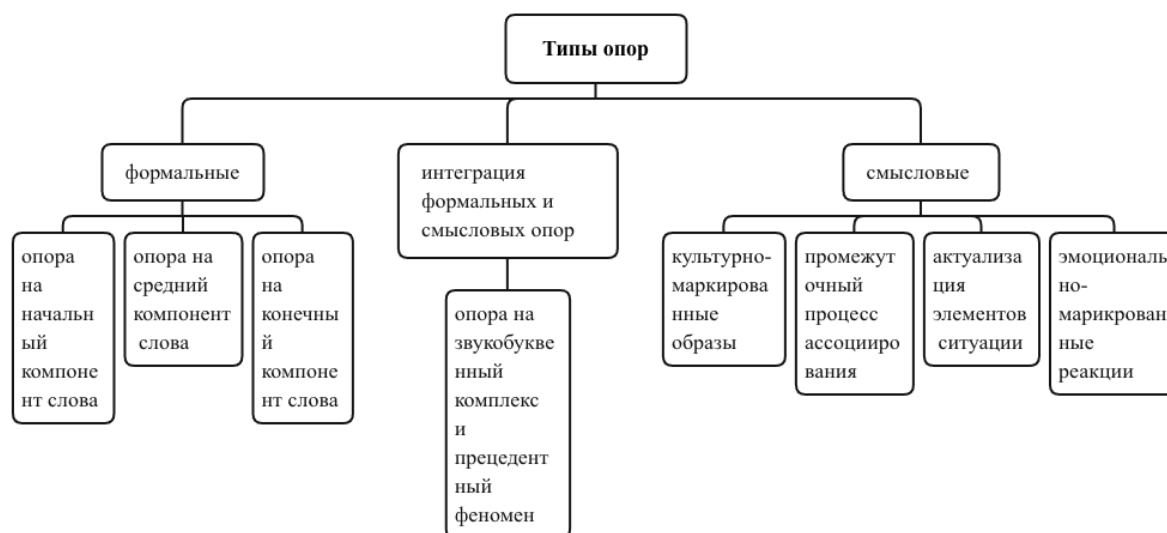 Типы опор
формальные
интеграция
формальных и
смысловых опор
смысловые
опора
на
начальн
ый
компоне
нт слова
опора на
средний
компонент
слова
опора
на
конечны
й
компоне
нт слова
опора на
звукобукве
нный
комплекс
и
прецедент
ный
феномен
культурно-
маркирова
нные
образы
промежут
очный
процесс
ассоцииро
вания
актуализа
ция
элементов
ситуации
эмоциональ
но-
марикрован
ные
реакции